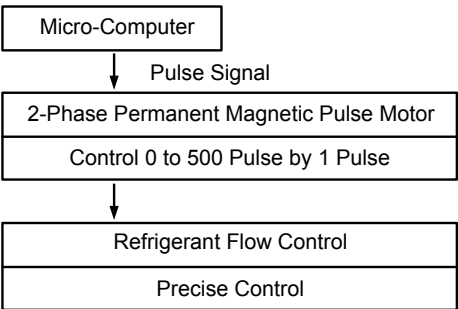 Micro-Computer
Pulse Signal
2-Phase Permanent Magnetic Pulse Motor
Control 0 to 500 Pulse by 1 Pulse
Refrigerant Flow Control
Precise Control